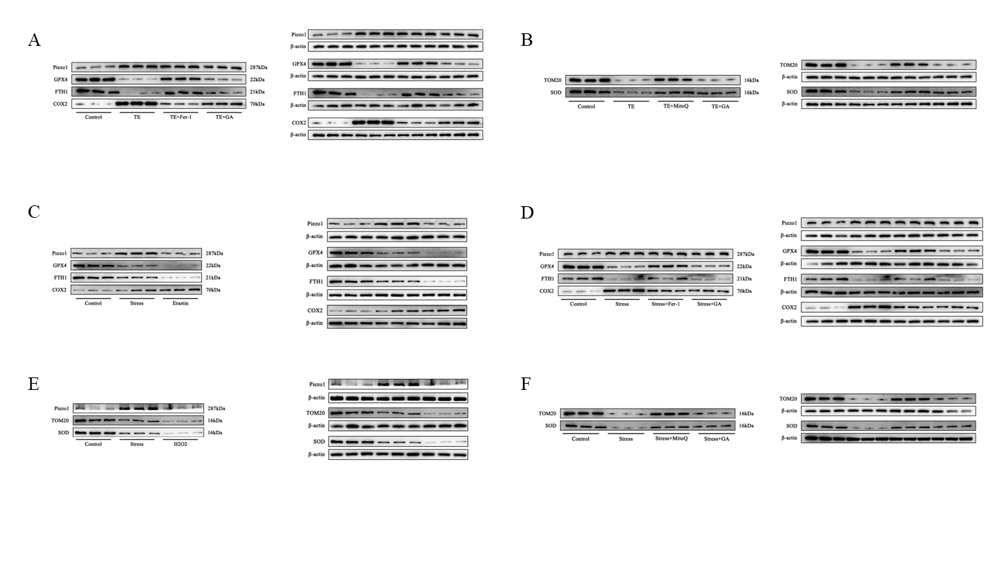 A
Piezo1 287kDa
GPX4 22kDa
FTH1 21kDa
COX2 70kDa
Control TE TE+Fer-1 TE+GA
Piezo1
β-actin
GPX4
β-actin
FTH1
β-actin
COX2
β-actin
B
TOM20 16kDa
SOD 16kDa
Control TE TE+MitoQ TE+GA
TOM20
β-actin
SOD
β-actin
C
Piezo1 287kDa
GPX4 22kDa
FTH1 21kDa
COX2 70kDa
Control Stress Erastin
Piezo1
β-actin
GPX4
β-actin
FTH1
β-actin
COX2
β-actin
D
Piezo1 287kDa
GPX4 22kDa
FTH1 21kDa
COX2 70kDa
Control Stress Stress+Fer-1 Stress+GA
Piezo1
β-actin
GPX4
β-actin
FTH1
β-actin
COX2
β-actin
E
Piezo1 287kDa
TOM20 16kDa
SOD 16kDa
Control Stress H2O2
Piezo1
β-actin
TOM20
β-actin
SOD
β-actin
F
TOM20 16kDa
SOD 16kDa
Control Stress Stress+MitoQ Stress+GA
TOM20
β-actin
SOD
β-actin